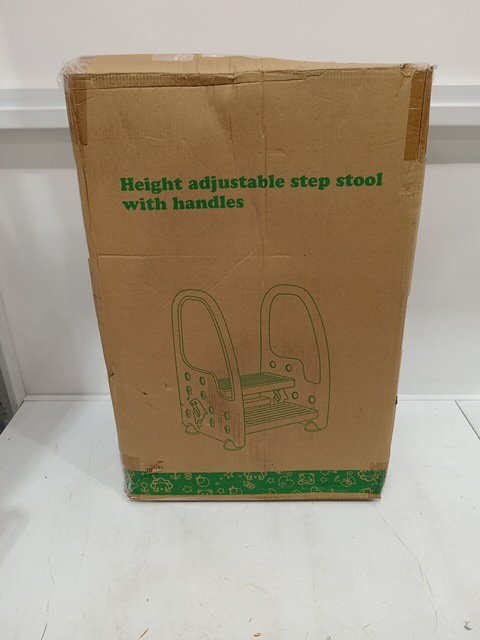 Height adjustable step stool
with handles